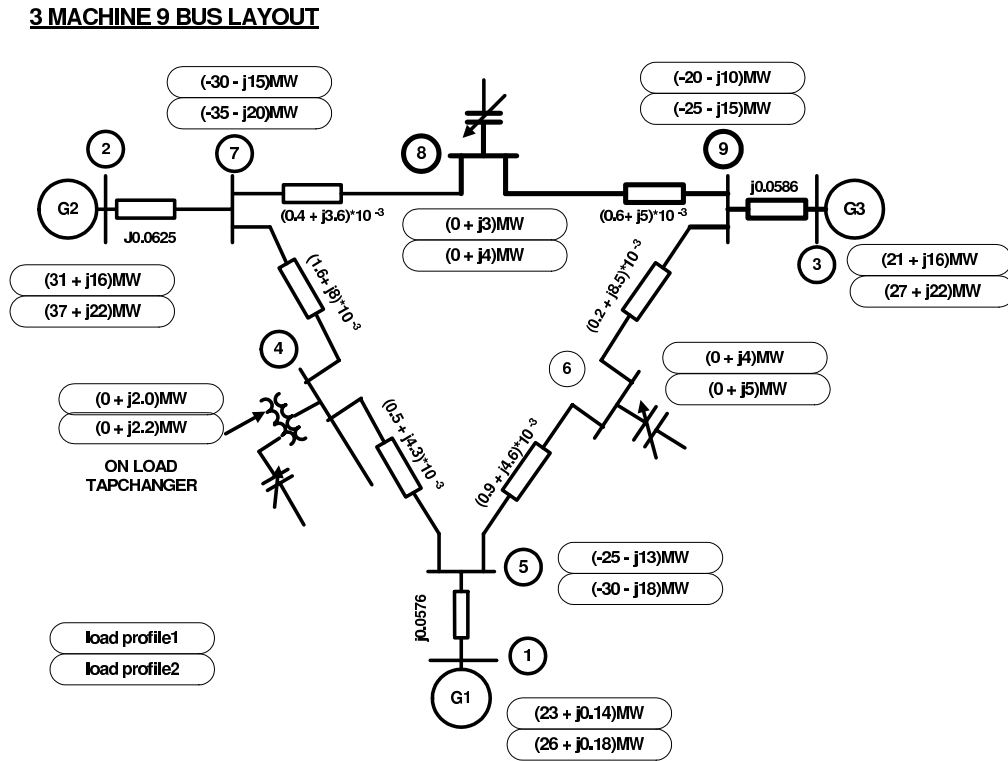 3 MACHINE 9 BUS LAYOUT
(-30 - j15)MW
(-35 - j20)MW
(-20 - j10)MW
(-25 - j15)MW
2
7
8
9
G2
J0.0625
(0.4 + j3.6)*10 -3
(0.6+ j5)*10 -3
j0.0586
G3
(0 + j3)MW
(0 + j4)MW
3
(31 + j16)MW
(37 + j22)MW
(21 + j16)MW
(27 + j22)MW
(1.6+ j8)*10 -3
(0.2 + j8.5)*10 -3
4
6
(0 + j4)MW
(0 + j5)MW
(0 + j2.0)MW
(0 + j2.2)MW
ON LOAD
TAPCHANGER
(0.5 + j4.3)*10 -3
(0.9 + j4.6)*10 -3
5
(-25 - j13)MW
(-30 - j18)MW
j0.0576
load profile1
load profile2
1
G1
(23 + j0.14)MW
(26 + j0.18)MW